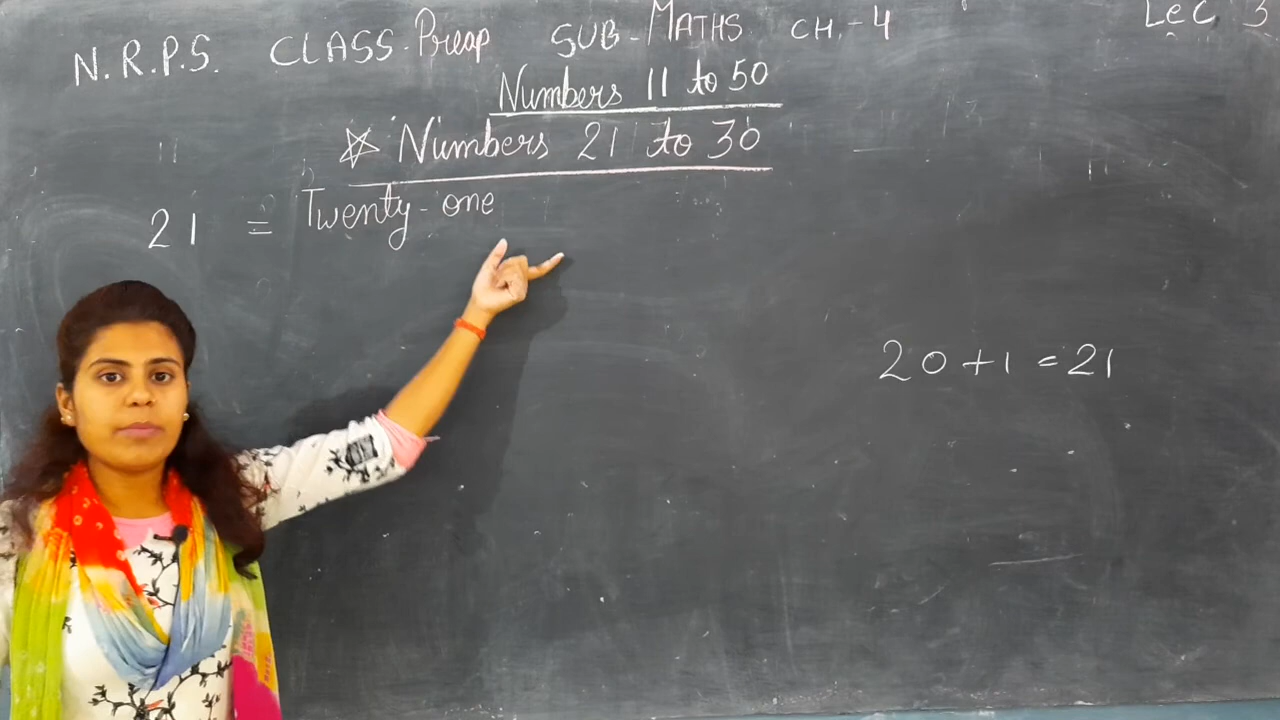 N.R.P.S. CLASS-Preap SUB-MATHS CH.-4 LeC 3
Numbers 11 to 50
☆ Numbers 21 to 30
21 = Twenty-one
20+1=21